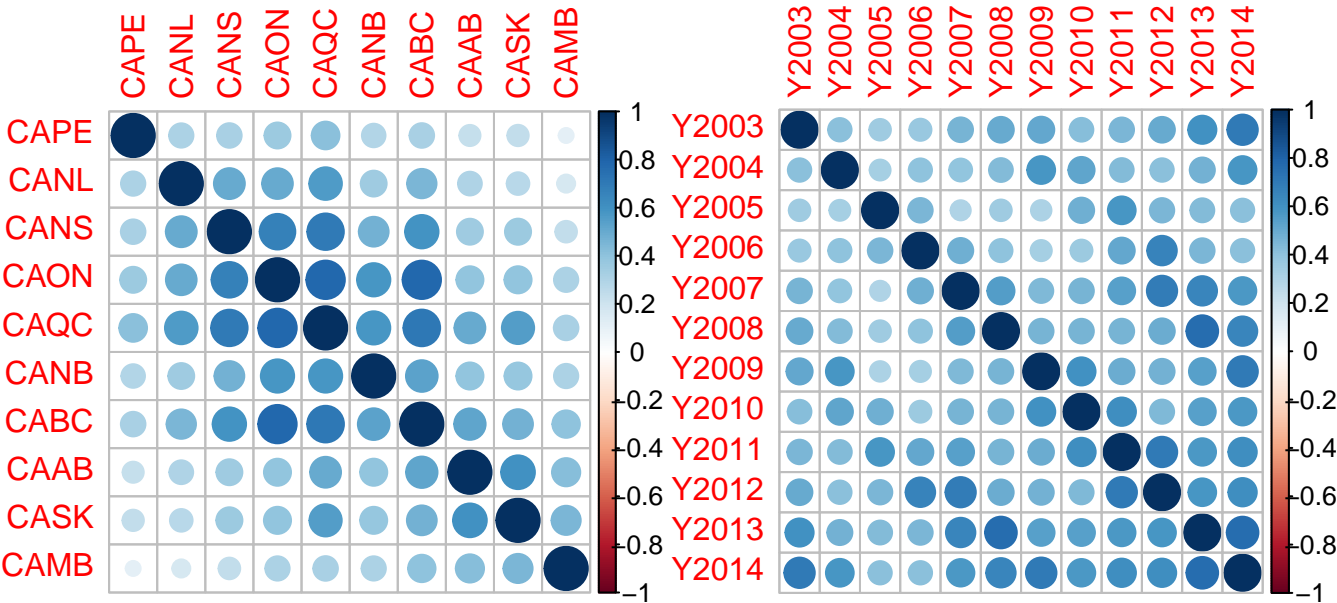 CAPE CANL CANS CAON CAQC CANB CABC CAAB CASK CAMB
CAPE
CANL
CANS
CAON
CAQC
CANB
CABC
CAAB
CASK
CAMB
1
0.8
0.6
0.4
0.2
0
−0.2
−0.4
−0.6
−0.8
−1
Y2003 Y2004 Y2005 Y2006 Y2007 Y2008 Y2009 Y2010 Y2011 Y2012 Y2013 Y2014
Y2003
Y2004
Y2005
Y2006
Y2007
Y2008
Y2009
Y2010
Y2011
Y2012
Y2013
Y2014
1
0.8
0.6
0.4
0.2
0
−0.2
−0.4
−0.6
−0.8
−1